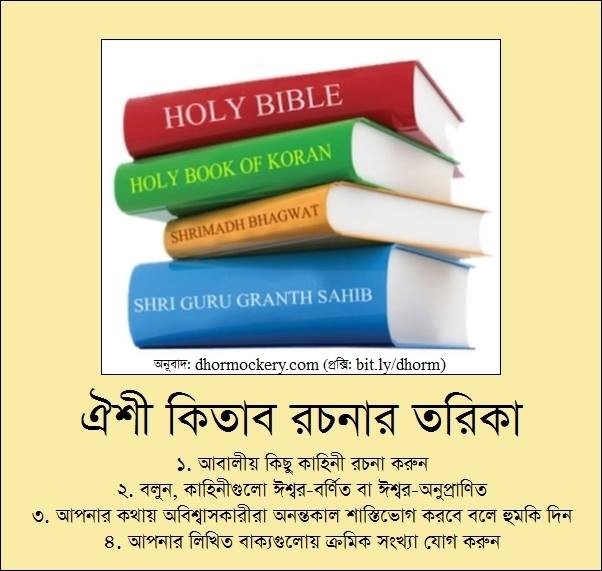 HOLY BIBLE
HOLY BOOK OF KORAN
SHRIMADH BHAGWAT
SHRI GURU GRANTH SAHIB
অনুবাদ: dhormockery.com (প্রক্সি: bit.ly/dhorm)
ঐশী কিতাব রচনার তরিকা
১. আবালীয় কিছু কাহিনী রচনা করুন
২. বলুন, কাহিনীগুলো ঈশ্বর-বর্ণিত বা ঈশ্বর-অনুপ্রাণিত
৩. আপনার কথায় অবিশ্বাসকারীরা অনন্তকাল শাস্তিভোগ করবে বলে হুমকি দিন
৪. আপনার লিখিত বাক্যগুলোয় ক্রমিক সংখ্যা যোগ করুন